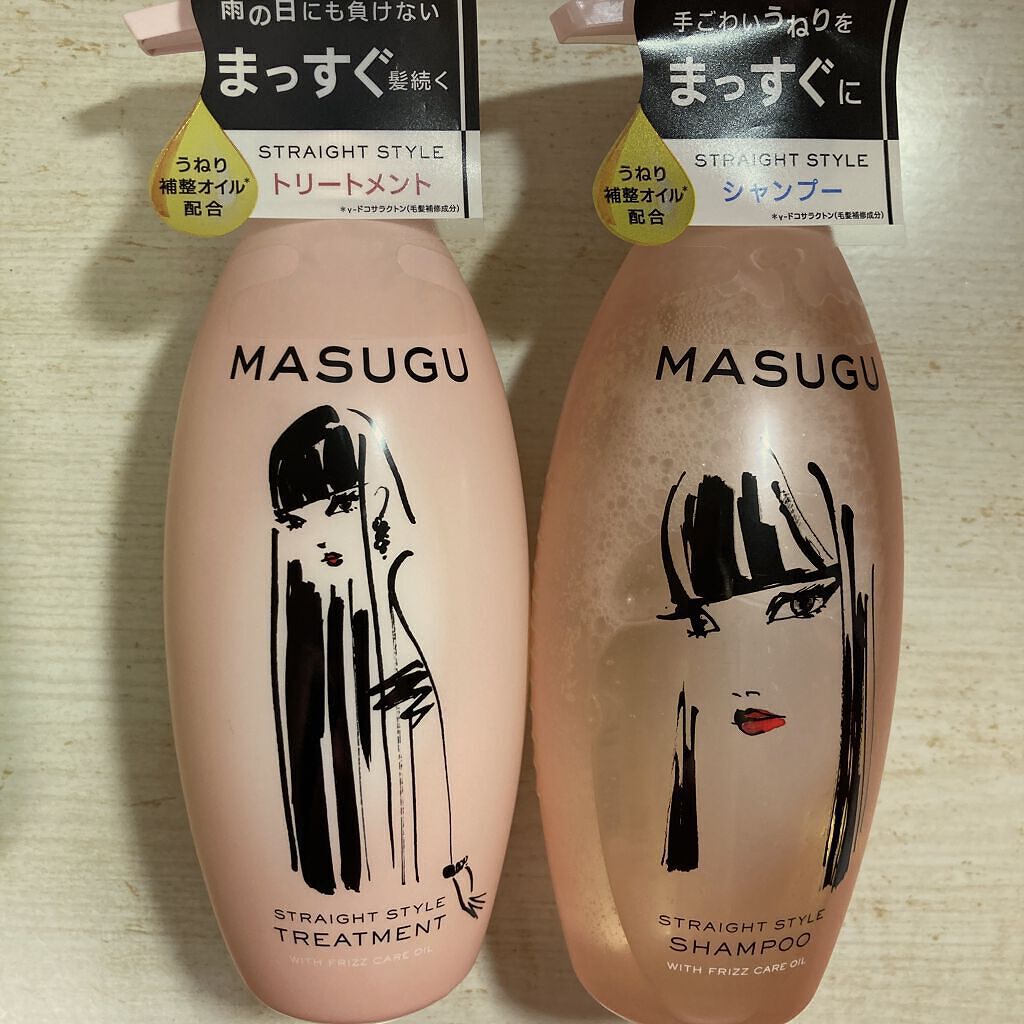 雨の日にも負けない
まっすぐ髪続く
STRAIGHT STYLE
トリートメント
うねり
補整オイル*
配合
*γ-ドコサラクトン(毛髪補修成分)
MASUGU
STRAIGHT STYLE
TREATMENT
WITH FRIZZ CARE OIL
手ごわいうねりを
まっすぐに
STRAIGHT STYLE
シャンプー
うねり
補整オイル*
配合
*γ-ドコサラクトン(毛髪補修成分)
MASUGU
STRAIGHT STYLE
SHAMPOO
WITH FRIZZ CARE OIL